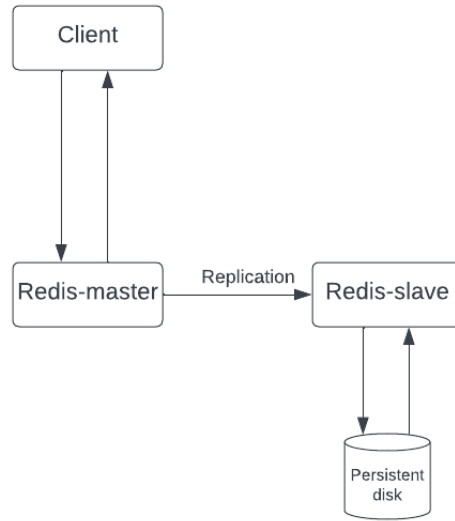 Client
Redis-master
Replication
Redis-slave
Persistent
disk